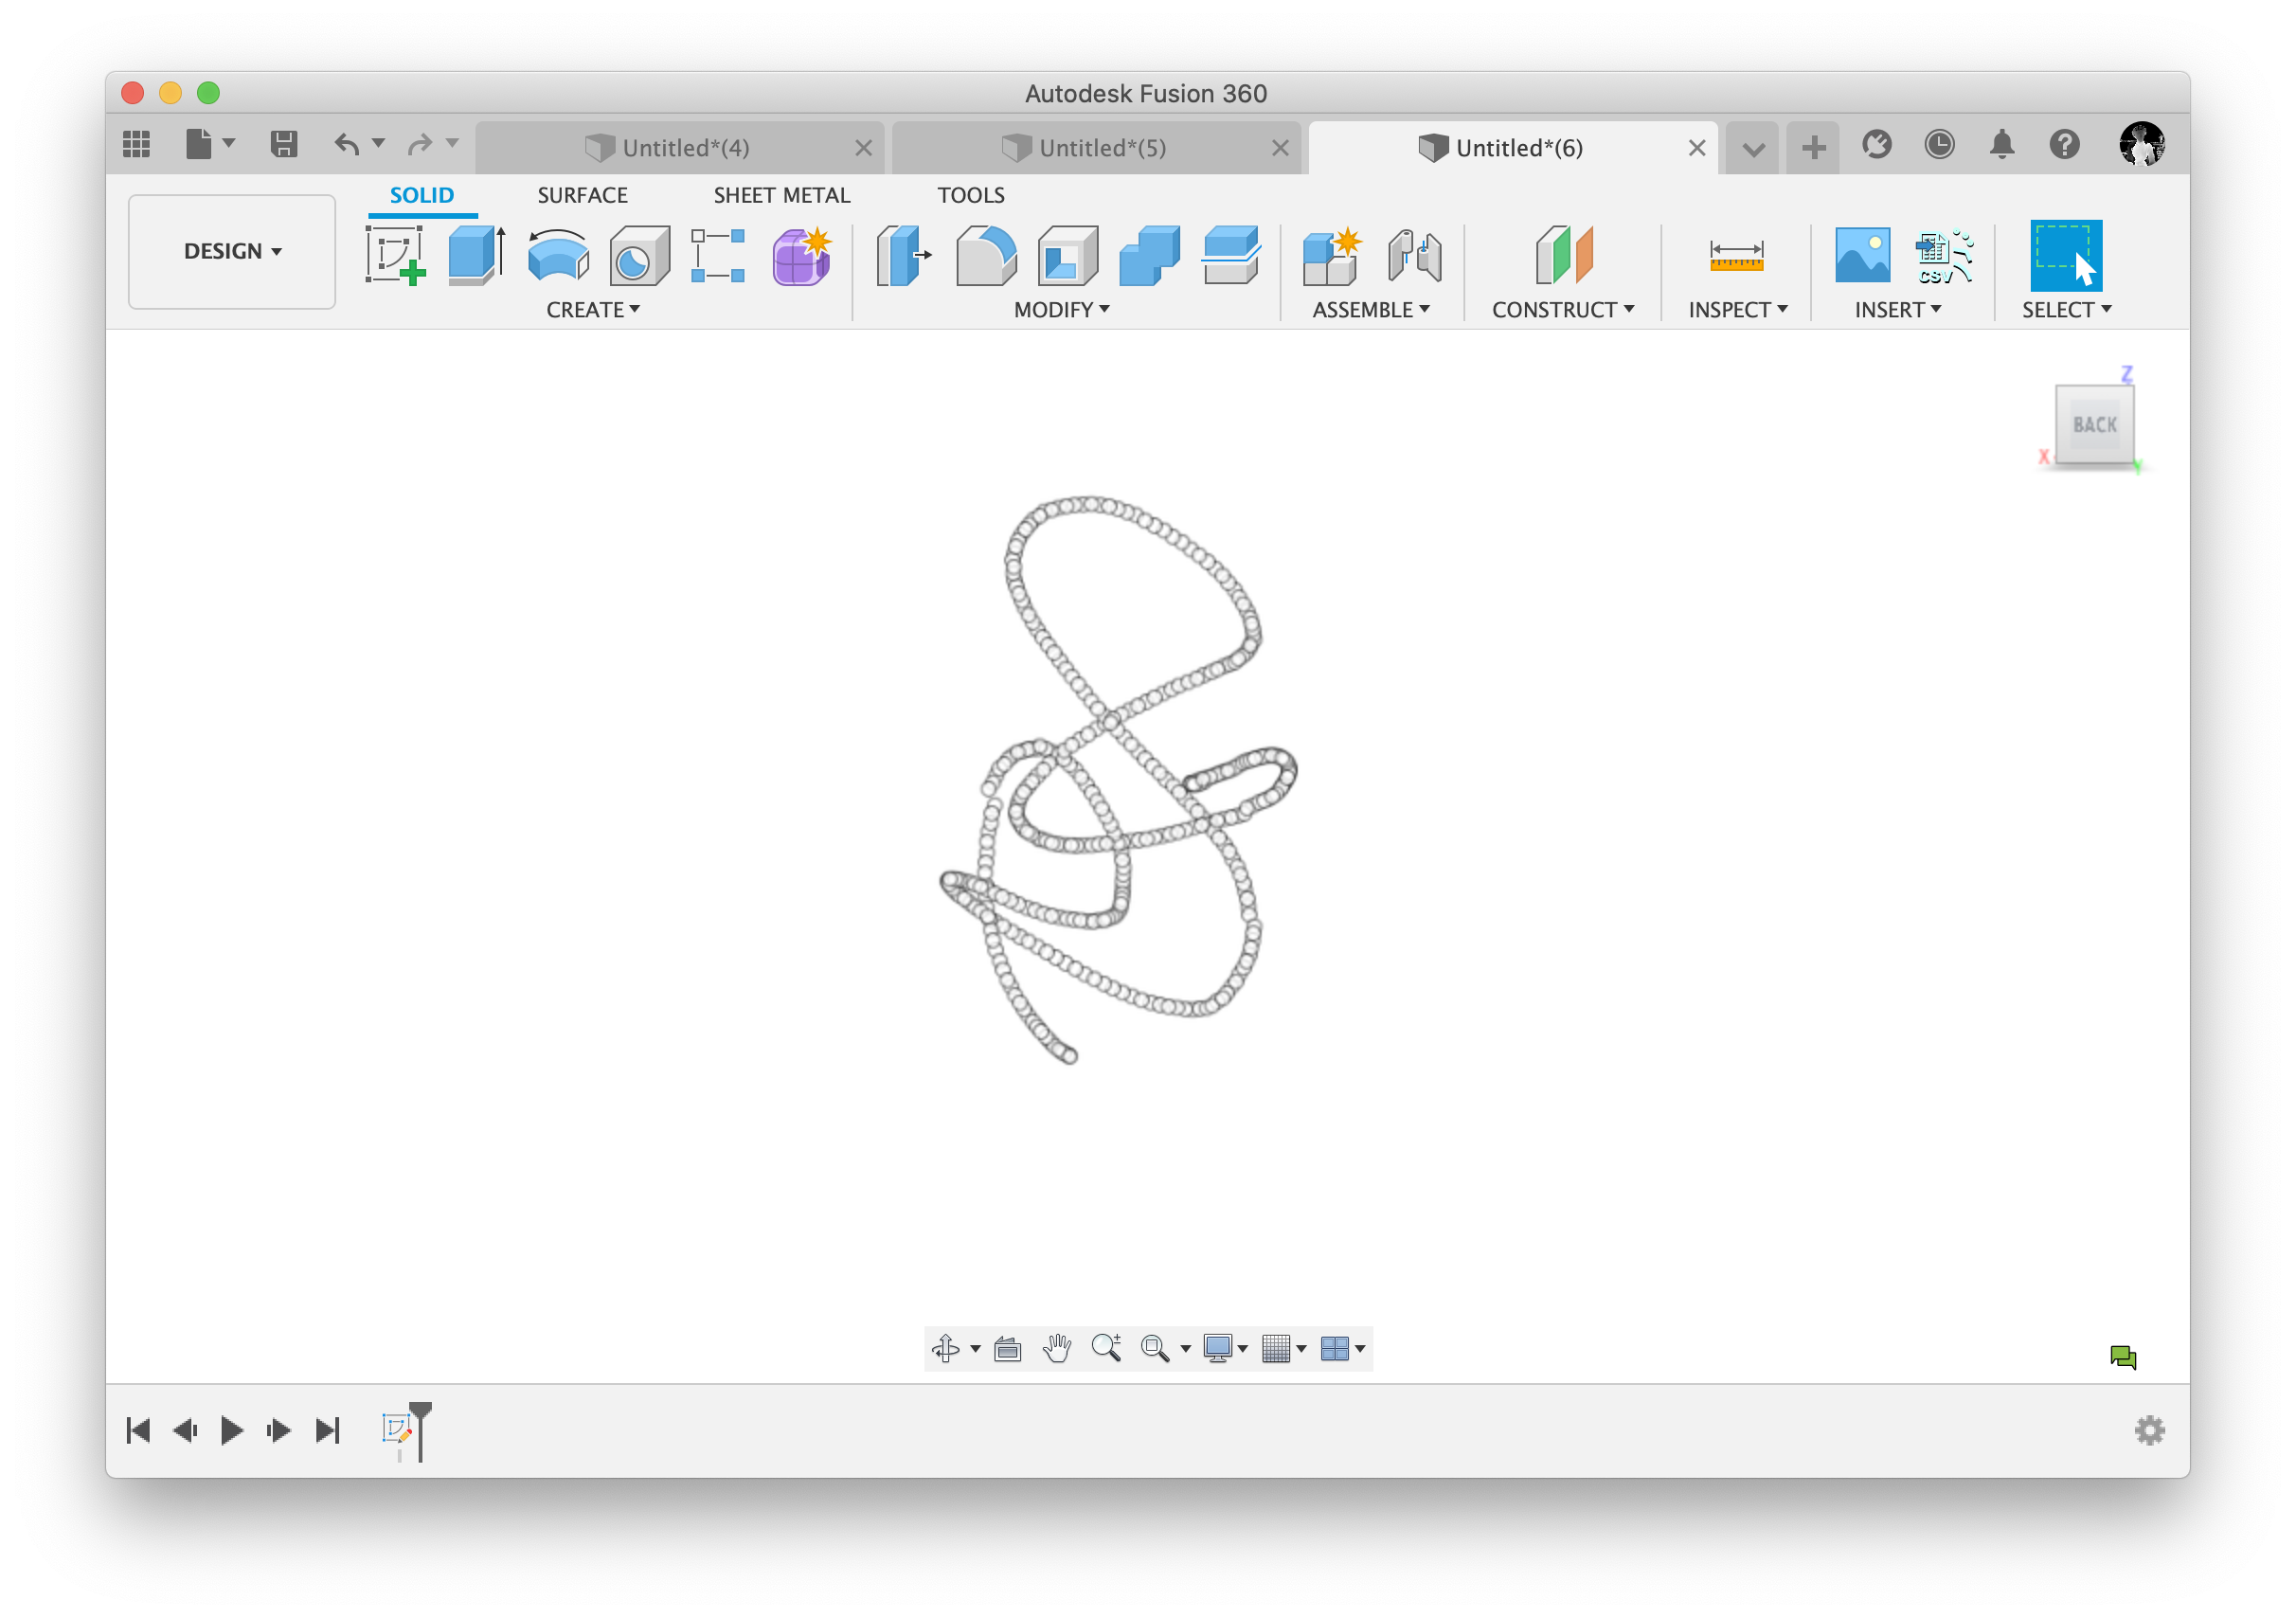 Autodesk Fusion 360
Untitled*(4)
Untitled*(5)
Untitled*(6)
SOLID
SURFACE
SHEET METAL
TOOLS
DESIGN
CSV
CREATE
MODIFY
ASSEMBLE
CONSTRUCT
INSPECT
INSERT
SELECT
Z
BACK
X
Y